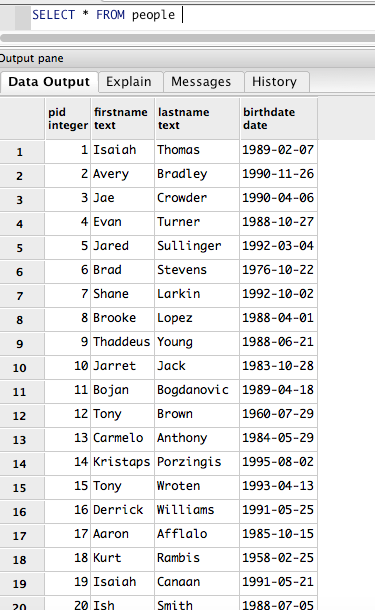 SELECT * FROM people
Output pane
Data Output Explain Messages History
pid integer firstname text lastname text birthdate date
1 1 Isaiah Thomas 1989-02-07
2 2 Avery Bradley 1990-11-26
3 3 Jae Crowder 1990-04-06
4 4 Evan Turner 1988-10-27
5 5 Jared Sullinger 1992-03-04
6 6 Brad Stevens 1976-10-22
7 7 Shane Larkin 1992-10-02
8 8 Brooke Lopez 1988-04-01
9 9 Thaddeus Young 1988-06-21
10 10 Jarret Jack 1983-10-28
11 11 Bojan Bogdanovic 1989-04-18
12 12 Tony Brown 1960-07-29
13 13 Carmelo Anthony 1984-05-29
14 14 Kristaps Porzingis 1995-08-02
15 15 Tony Wroten 1993-04-13
16 16 Derrick Williams 1991-05-25
17 17 Aaron Afflalo 1985-10-15
18 18 Kurt Rambis 1958-02-25
19 19 Isaiah Canaan 1991-05-21
20 20 Ish Smith 1988-07-05